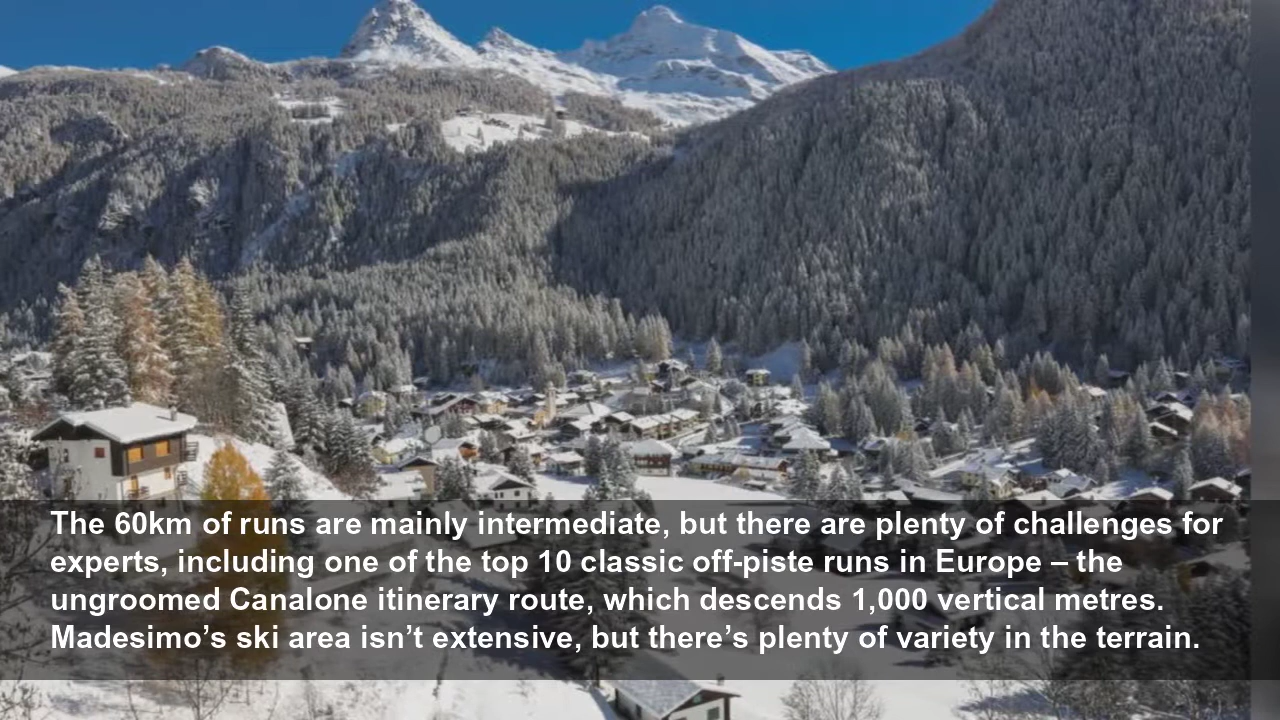 The 60km of runs are mainly intermediate, but there are plenty of challenges for
experts, including one of the top 10 classic off-piste runs in Europe – the
ungroomed Canalone itinerary route, which descends 1,000 vertical metres.
Madesimo’s ski area isn’t extensive, but there’s plenty of variety in the terrain.